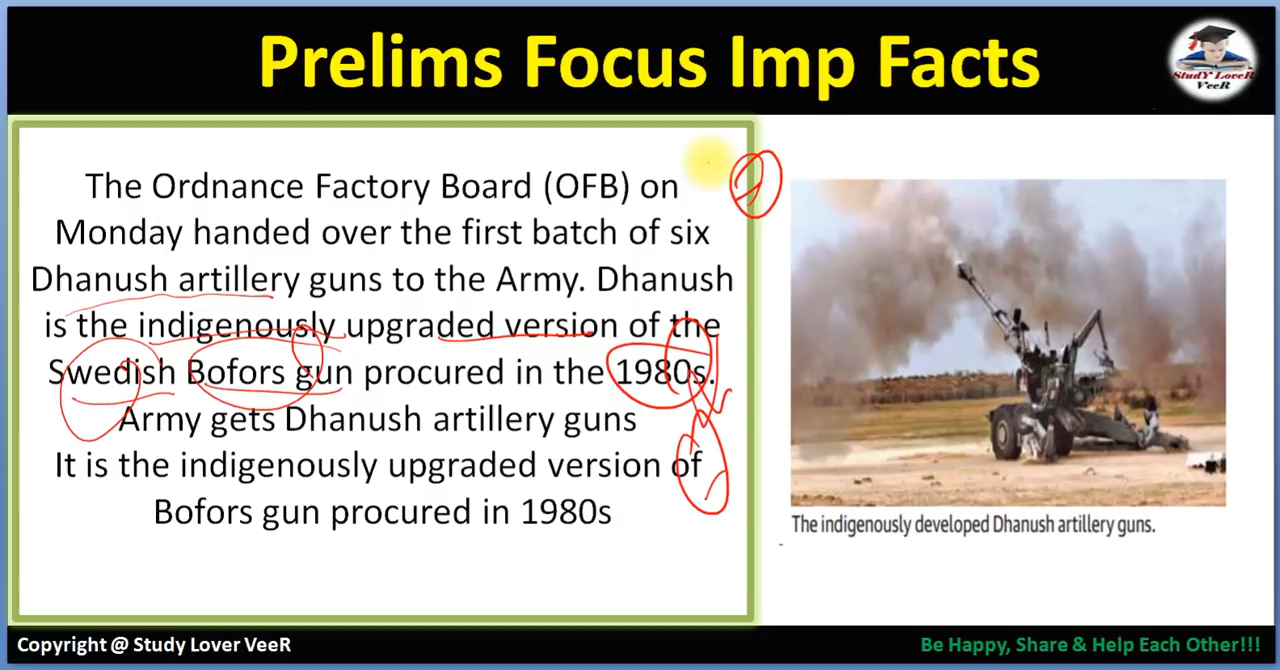 Prelims Focus Imp Facts
StudY LoveR
VeeR
The Ordnance Factory Board (OFB) on
Monday handed over the first batch of six
Dhanush artillery guns to the Army. Dhanush
is the indigenously upgraded version of the
Swedish Bofors gun procured in the 1980s.
Army gets Dhanush artillery guns
It is the indigenously upgraded version of
Bofors gun procured in 1980s
The indigenously developed Dhanush artillery guns.
Copyright @ Study Lover VeeR
Be Happy, Share & Help Each Other!!!